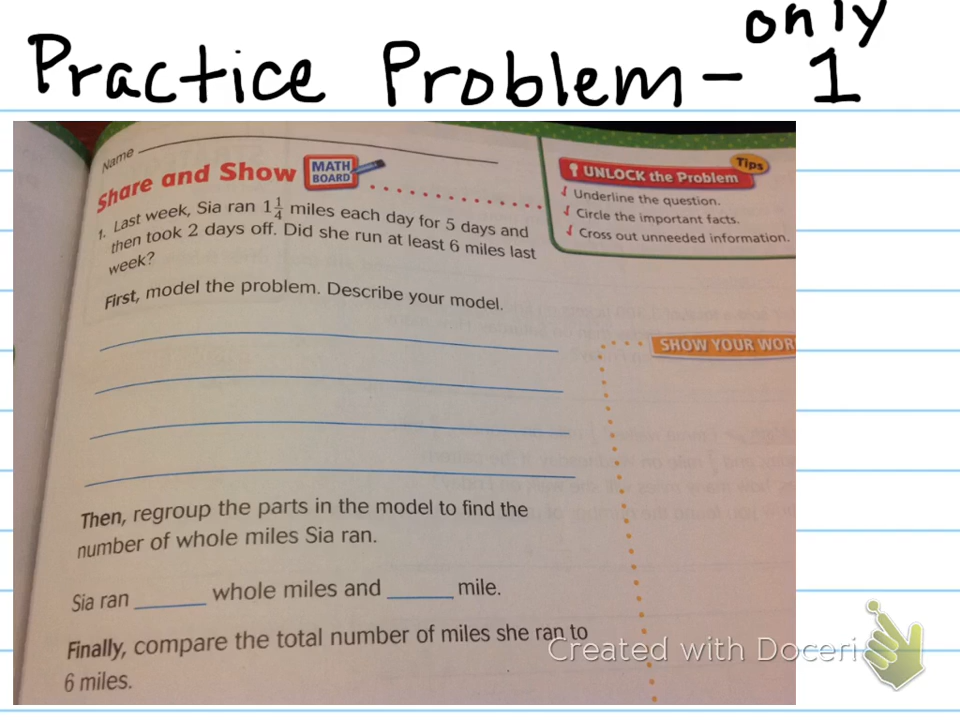 only
Practice Problem - 1
Name
Share and Show MATH BOARD
Tips
UNLOCK the Problem
√ Underline the question.
√ Circle the important facts.
√ Cross out unneeded information.
1. Last week, Sia ran 1 1/4 miles each day for 5 days and
then took 2 days off. Did she run at least 6 miles last
week?
First, model the problem. Describe your model.
SHOW YOUR WOR
Then, regroup the parts in the model to find the
number of whole miles Sia ran.
Sia ran ______ whole miles and ______ mile.
Finally, compare the total number of miles she ran to
6 miles.
Created with Doceri